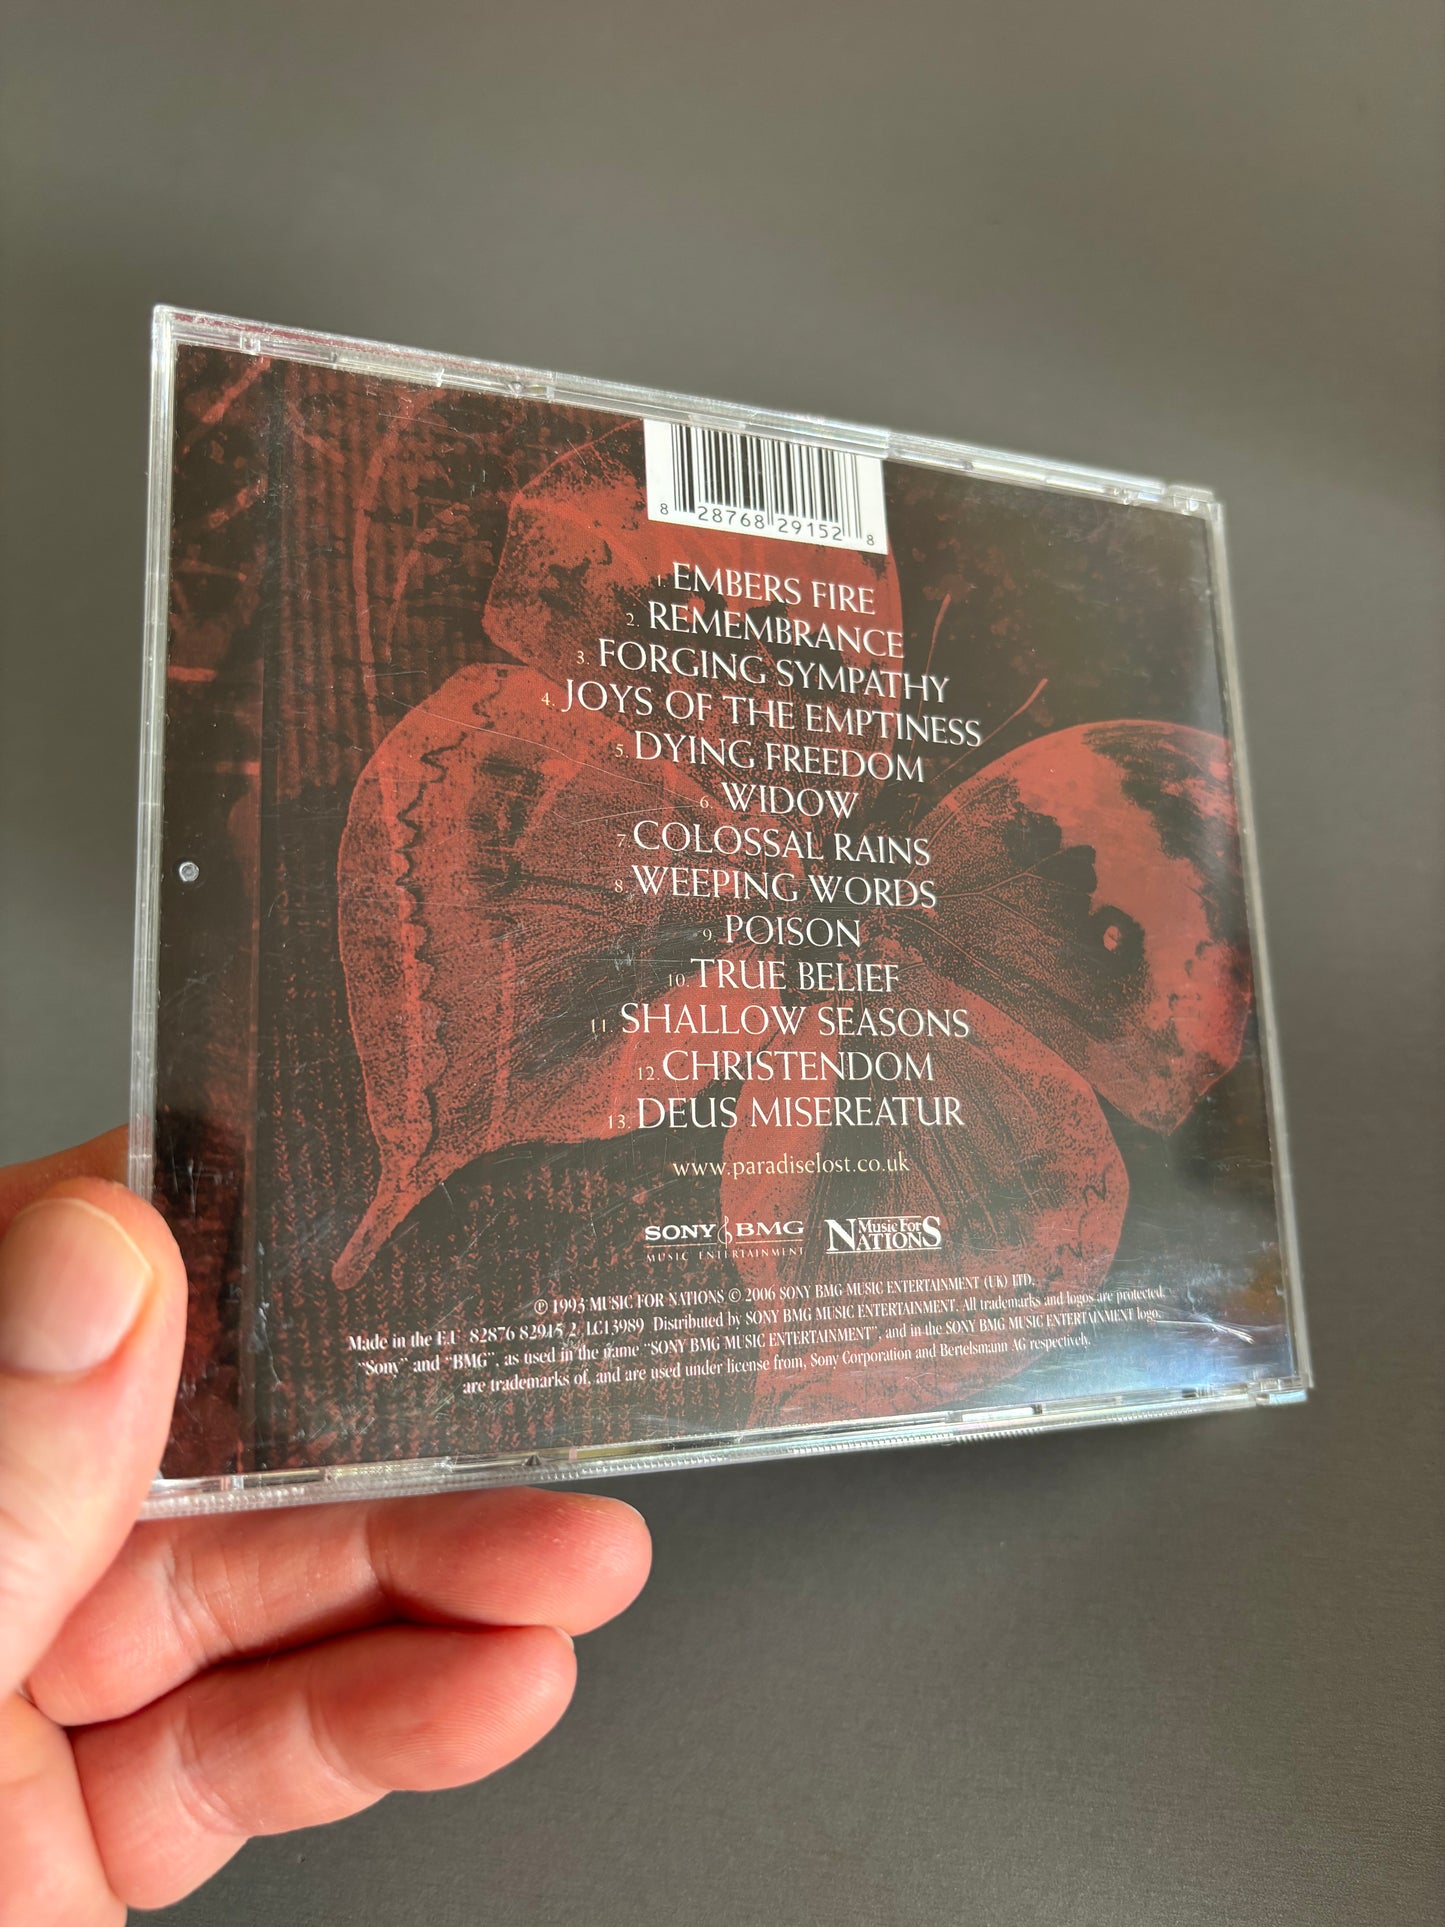 8 28768 29152 8
1. EMBERS FIRE
2. REMEMBRANCE
3. FORGING SYMPATHY
4. JOYS OF THE EMPTINESS
5. DYING FREEDOM
6. WIDOW
7. COLOSSAL RAINS
8. WEEPING WORDS
9. POISON
10. TRUE BELIEF
11. SHALLOW SEASONS
12. CHRISTENDOM
13. DEUS MISEREATUR
www.paradiselost.co.uk
SONY BMG
MUSIC ENTERTAINMENT
Music For
NATIONS
℗ 1993 MUSIC FOR NATIONS © 2006 SONY BMG MUSIC ENTERTAINMENT (UK) LTD.
Made in the E.U. 82876 82915 2 LC13989 Distributed by SONY BMG MUSIC ENTERTAINMENT. All trademarks and logos are protected.
"Sony" and "BMG", as used in the name "SONY BMG MUSIC ENTERTAINMENT", and in the SONY BMG MUSIC ENTERTAINMENT logo,
are trademarks of, and are used under license from, Sony Corporation and Bertelsmann AG respectively.